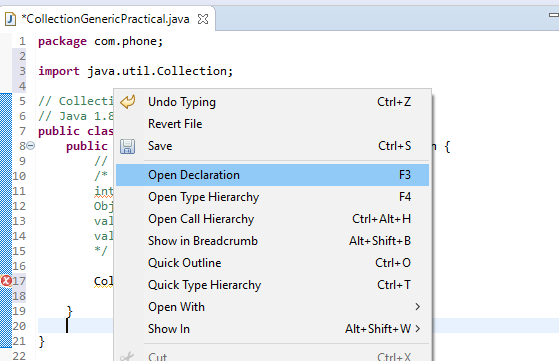 *CollectionGenericPractical.java
1 package com.phone;
2
3 import java.util.Collection;
4
5 // Collecti
6 // Java 1.8
7 public clas
8 public n {
9 //
10 /*
11 int
12 Obj
13 val
14 val
15 */
17 Col
18
19 }
20
21 }
22
Undo Typing Ctrl+Z
Revert File
Save Ctrl+S
Open Declaration F3
Open Type Hierarchy F4
Open Call Hierarchy Ctrl+Alt+H
Show in Breadcrumb Alt+Shift+B
Quick Outline Ctrl+O
Quick Type Hierarchy Ctrl+T
Open With
Show In Alt+Shift+W
Cut Ctrl+X